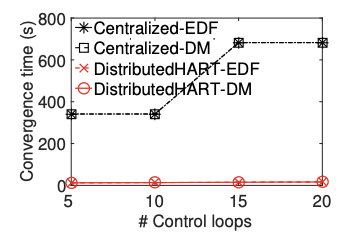 800
600
400
200
0
Convergence time (s)
Centralized-EDF
Centralized-DM
DistributedHART-EDF
DistributedHART-DM
5
10
15
20
# Control loops